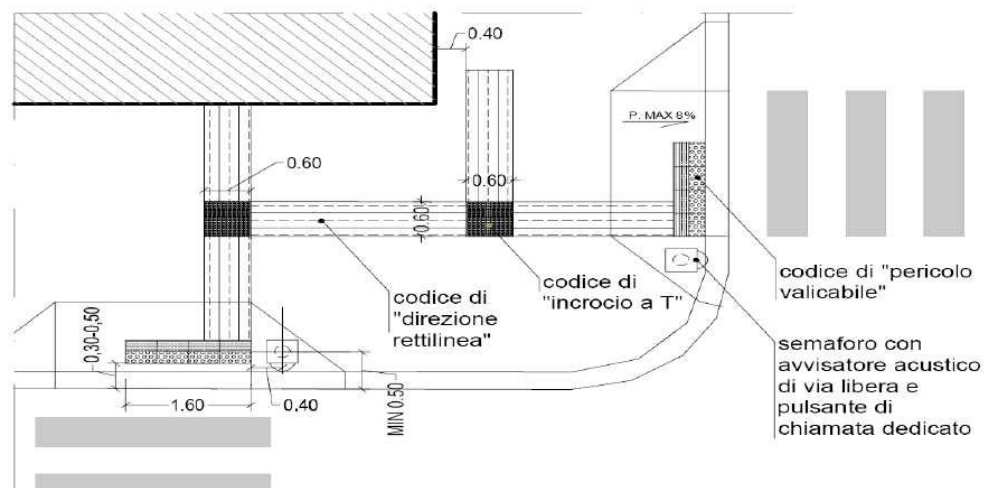 0.40
P. MAX 8%
0.60
0.60
0.60
codice di "pericolo
valicabile"
codice di
"direzione
rettilinea"
codice di
"incrocio a T"
semaforo con
avvisatore acustico
di via libera e
pulsante di
chiamata dedicato
0,30-0,50
1.60
0,40
MIN 0.50